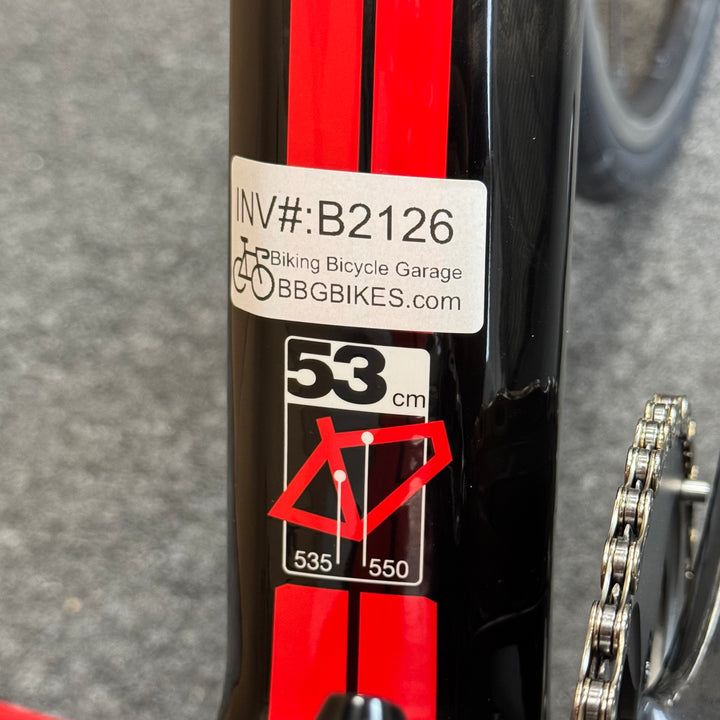 INV#:B2126
Biking Bicycle Garage
BBGBIKES.com
53 cm
535 550